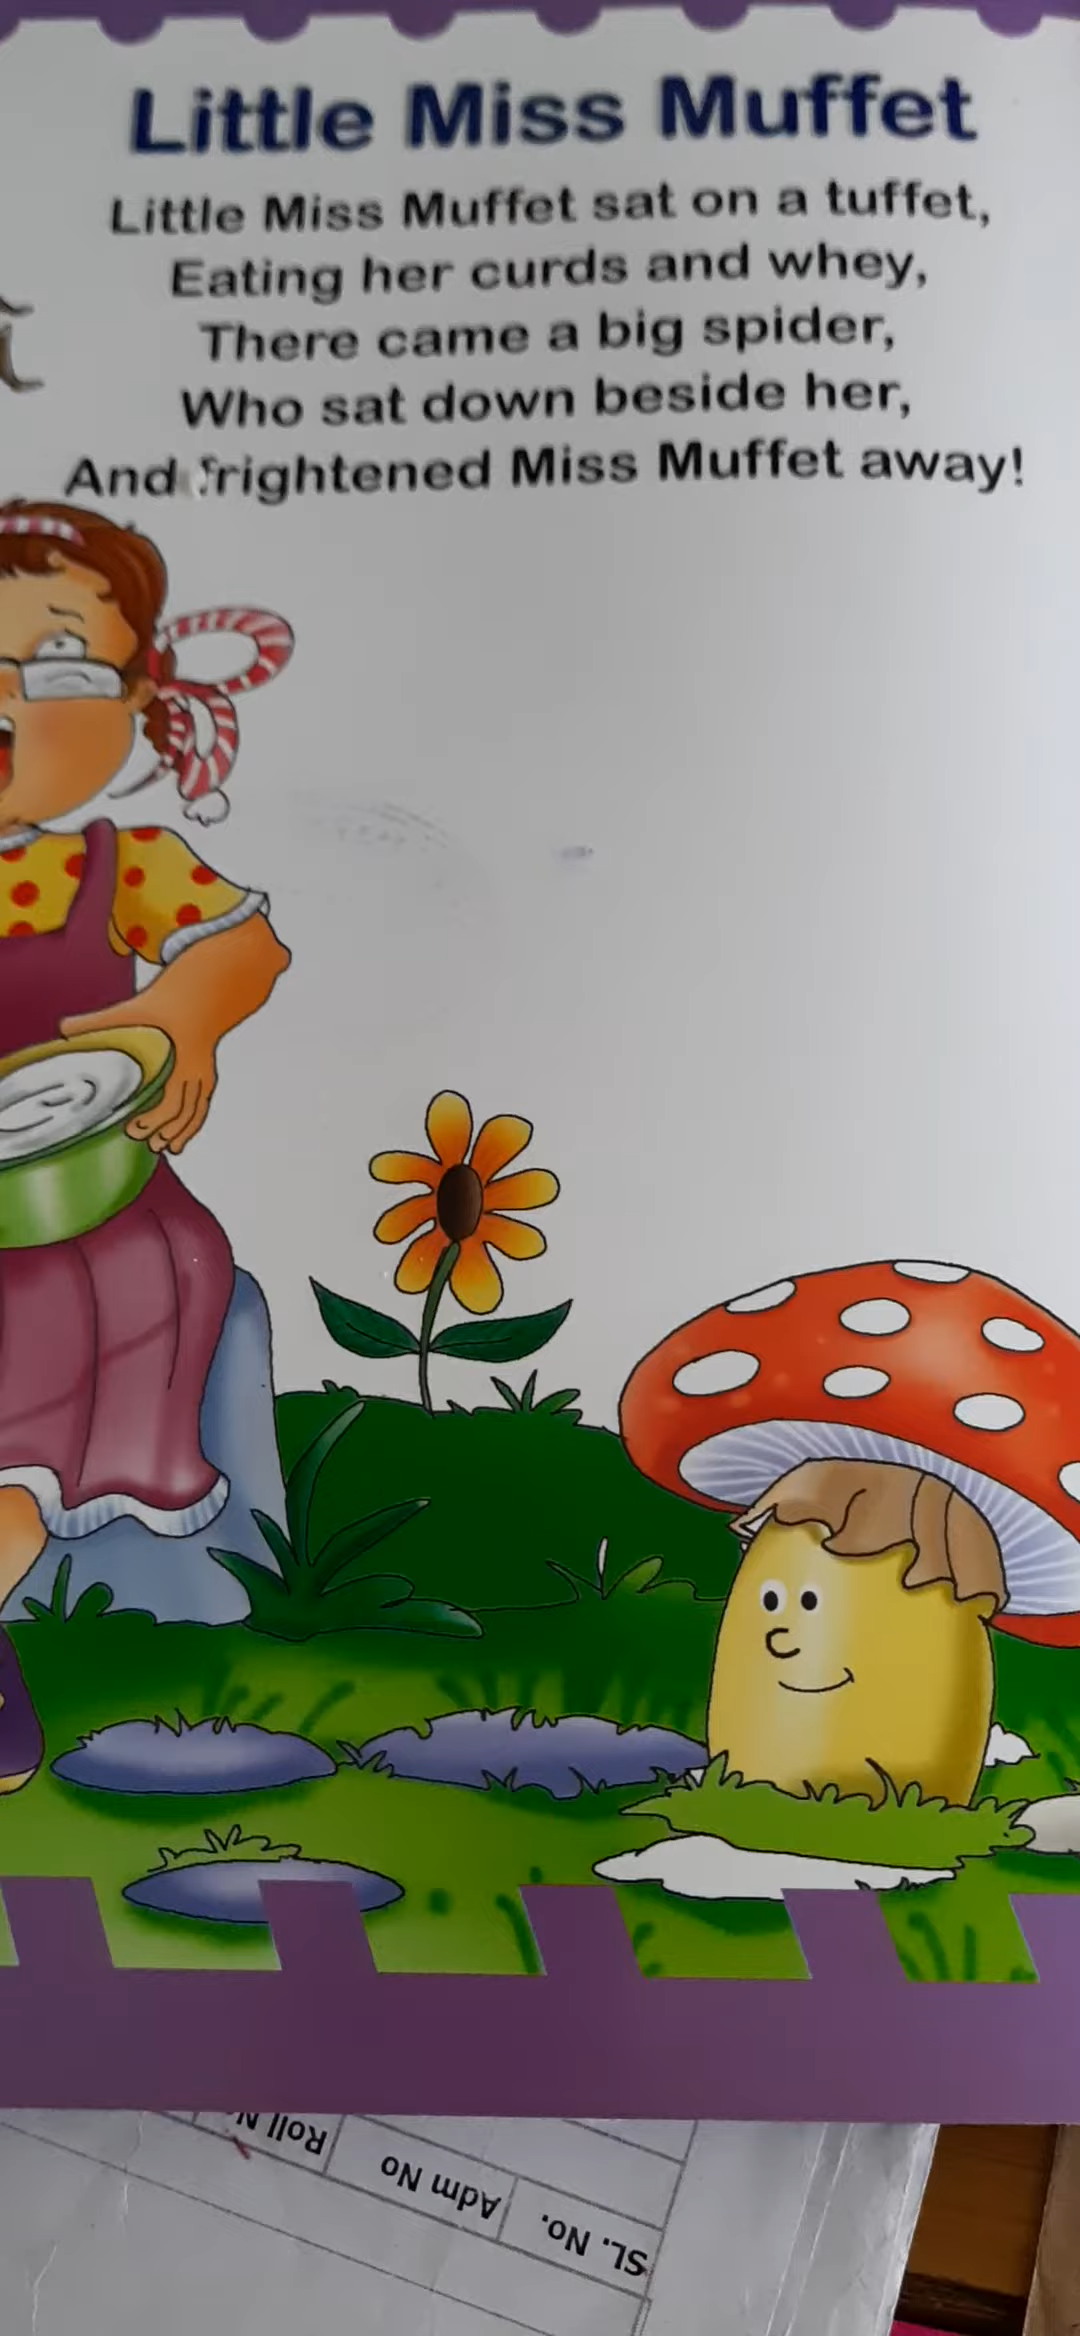 Little Miss Muffet
Little Miss Muffet sat on a tuffet,
Eating her curds and whey,
There came a big spider,
Who sat down beside her,
And frightened Miss Muffet away!
SL. No.
Adm No
Roll